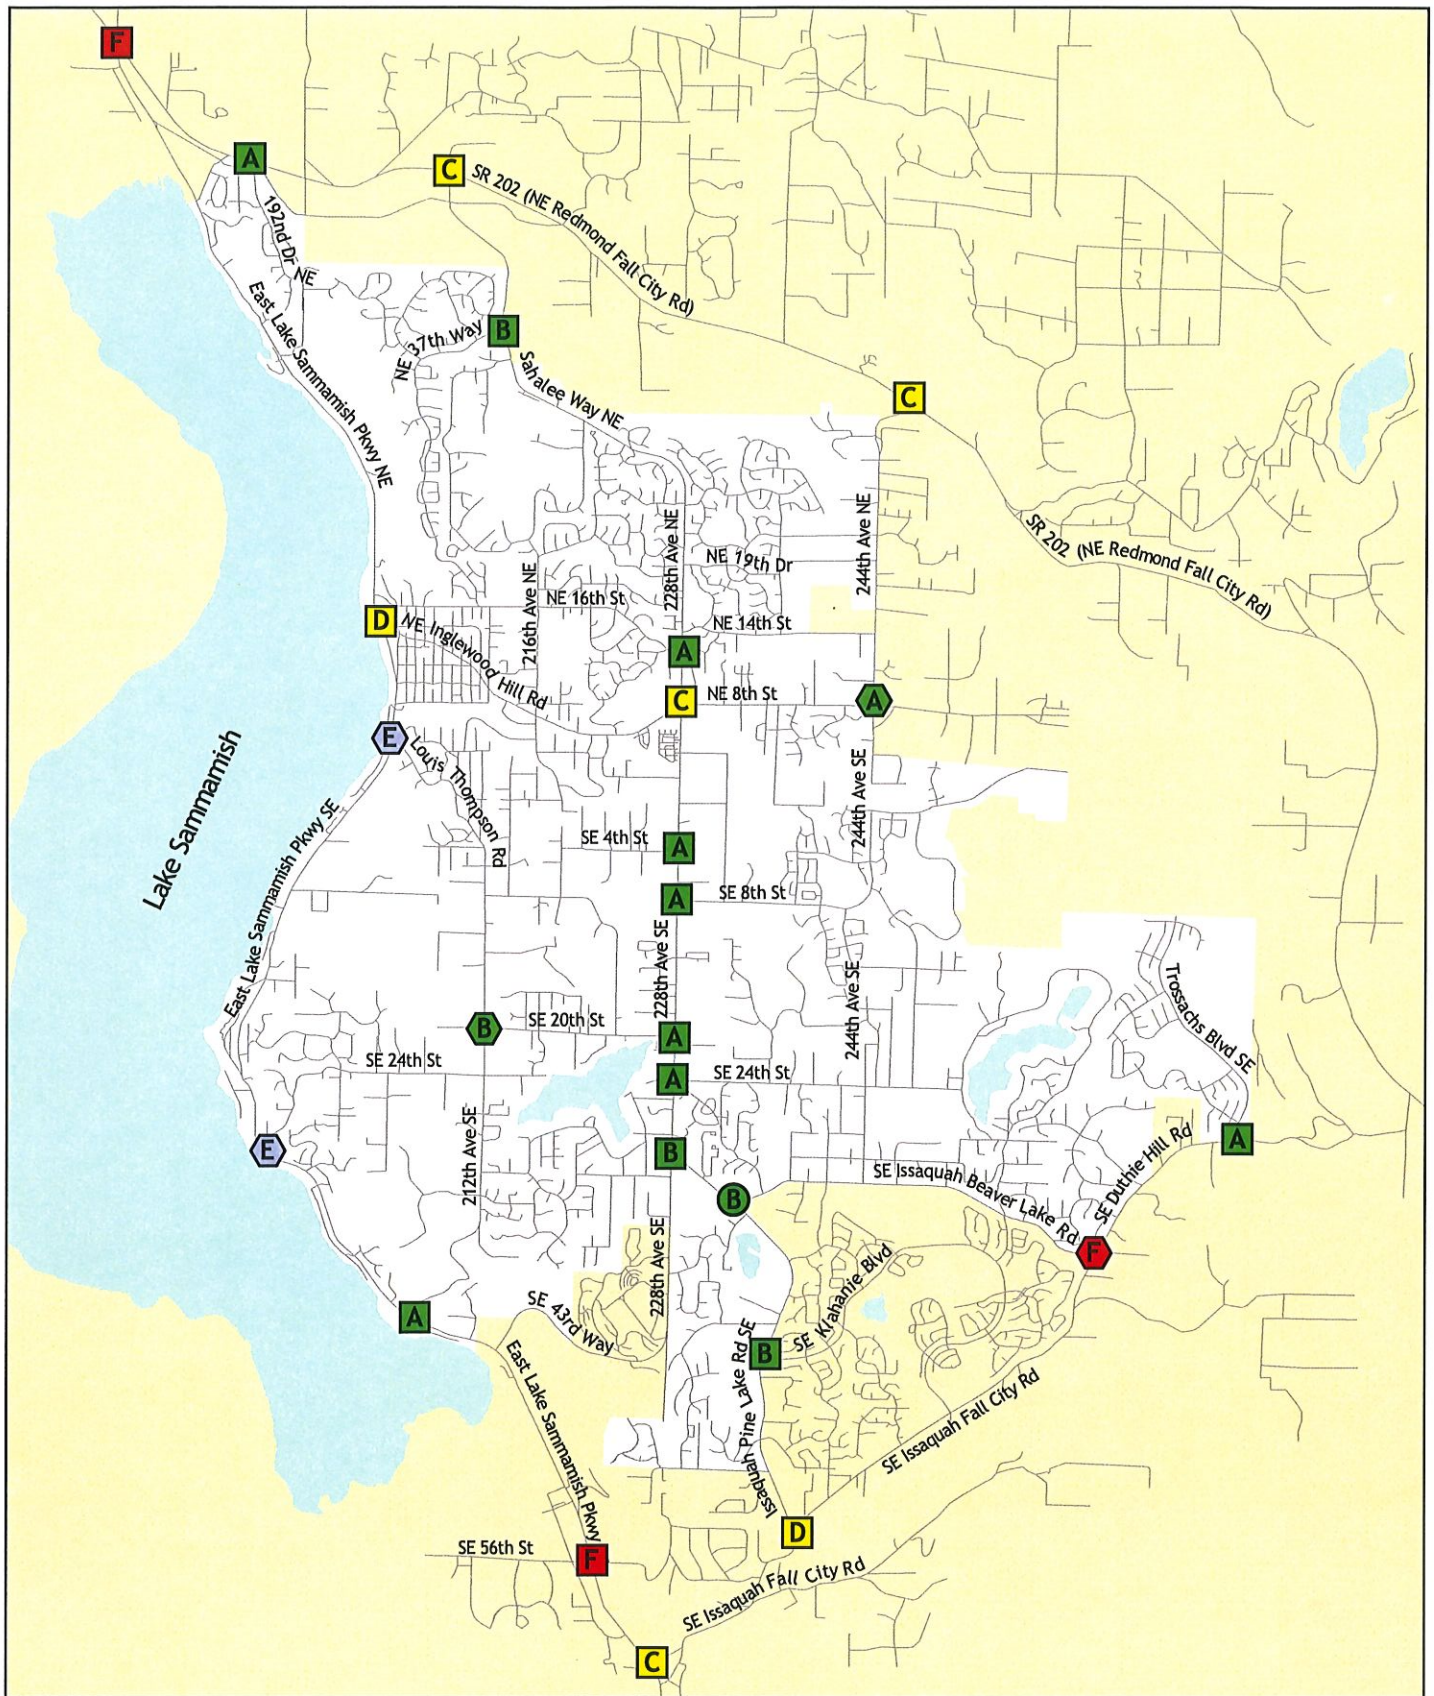 F
A
C
SR 202 (NE Redmond Fall City Rd)
192nd Dr NE
East Lake Sammamish Pkwy NE
NE 37th Way
B
Sahalee Way NE
C
244th Ave NE
228th Ave NE
NE 19th Dr
SR 202 (NE Redmond Fall City Rd)
216th Ave NE
NE 16th St
D
NE Inglewood Hill Rd
NE 14th St
A
C
NE 8th St
A
E
Louis Thompson Rd
Lake Sammamish
East Lake Sammamish Pkwy SE
244th Ave SE
SE 4th St
A
A
SE 8th St
East Lake Sammamish Pkwy SE
228th Ave SE
244th Ave SE
Trossachs Blvd SE
B
SE 20th St
A
SE 24th St
A
SE 24th St
212th Ave SE
E
B
SE Issaquah Beaver Lake Rd
SE Duthie Hill Rd
A
B
F
228th Ave SE
SE Klahanie Blvd
A
SE 43rd Way
B
Issaquah Pine Lake Rd SE
East Lake Sammamish Pkwy
SE Issaquah Fall City Rd
D
SE 56th St
F
SE Issaquah Fall City Rd
C